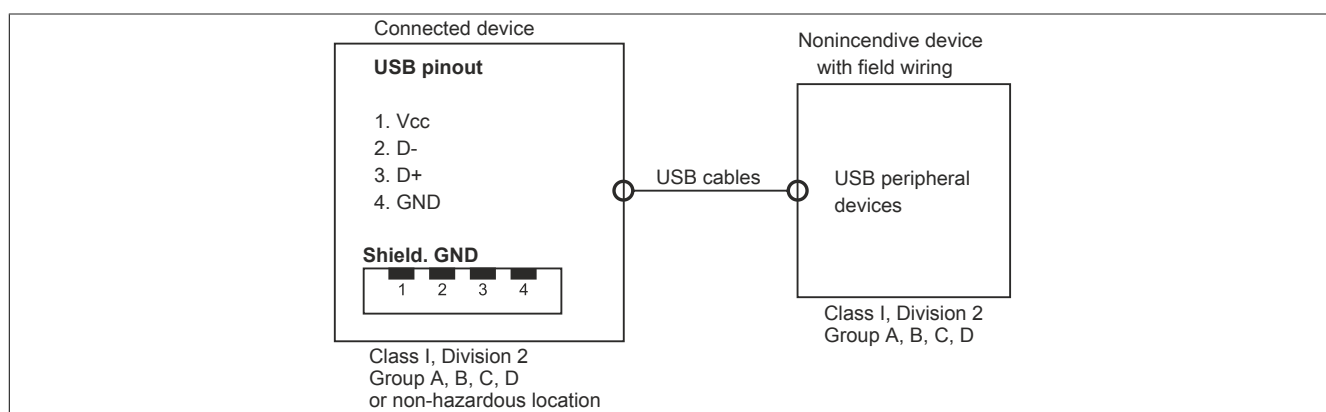 Connected device
USB pinout
1. Vcc
2. D-
3. D+
4. GND
Shield. GND
1 2 3 4
Class I, Division 2
Group A, B, C, D
or non-hazardous location
USB cables
Nonincendive device
with field wiring
USB peripheral
devices
Class I, Division 2
Group A, B, C, D